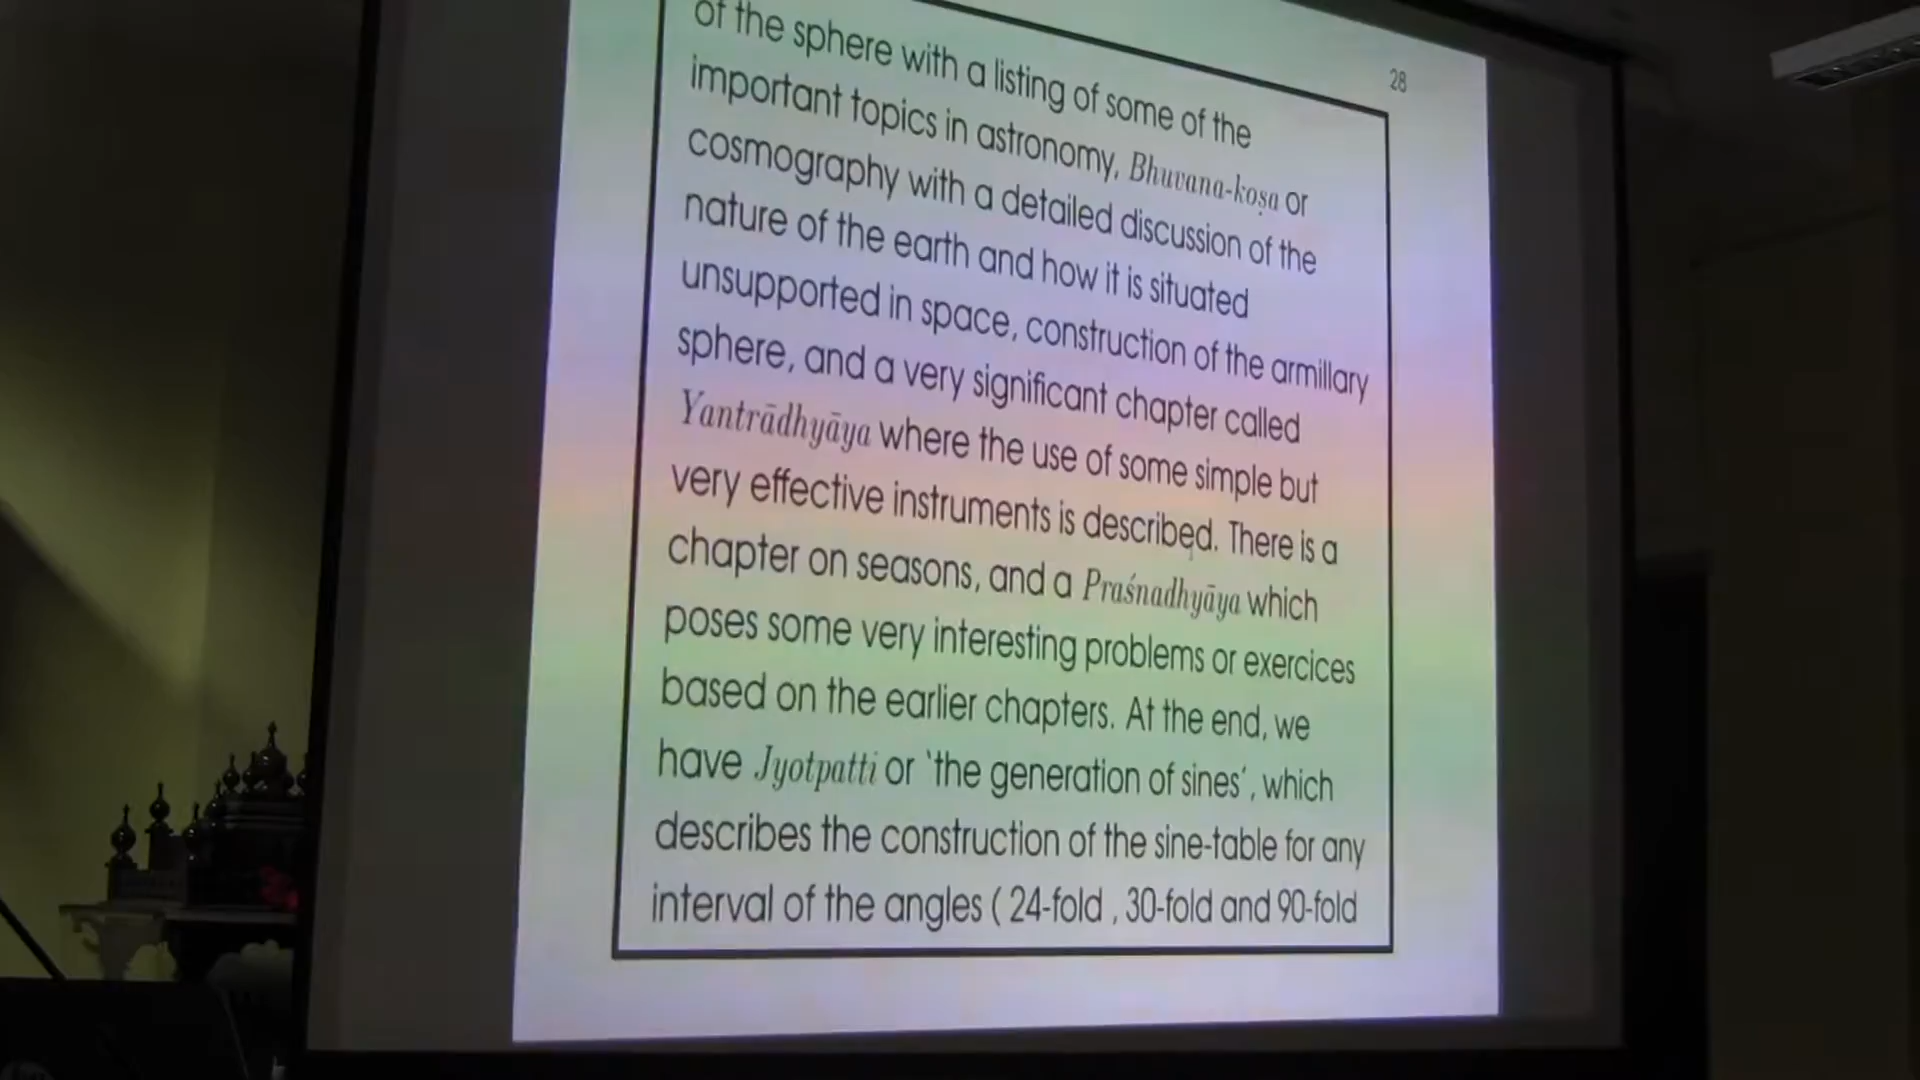 28
of the sphere with a listing of some of the
important topics in astronomy, Bhuvana-koṣa or
cosmography with a detailed discussion of the
nature of the earth and how it is situated
unsupported in space, construction of the armillary
sphere, and a very significant chapter called
Yantrādhyāya where the use of some simple but
very effective instruments is described. There is a
chapter on seasons, and a Praśnadhyāya which
poses some very interesting problems or exercices
based on the earlier chapters. At the end, we
have Jyotpatti or ‘the generation of sines’, which
describes the construction of the sine-table for any
interval of the angles ( 24-fold , 30-fold and 90-fold